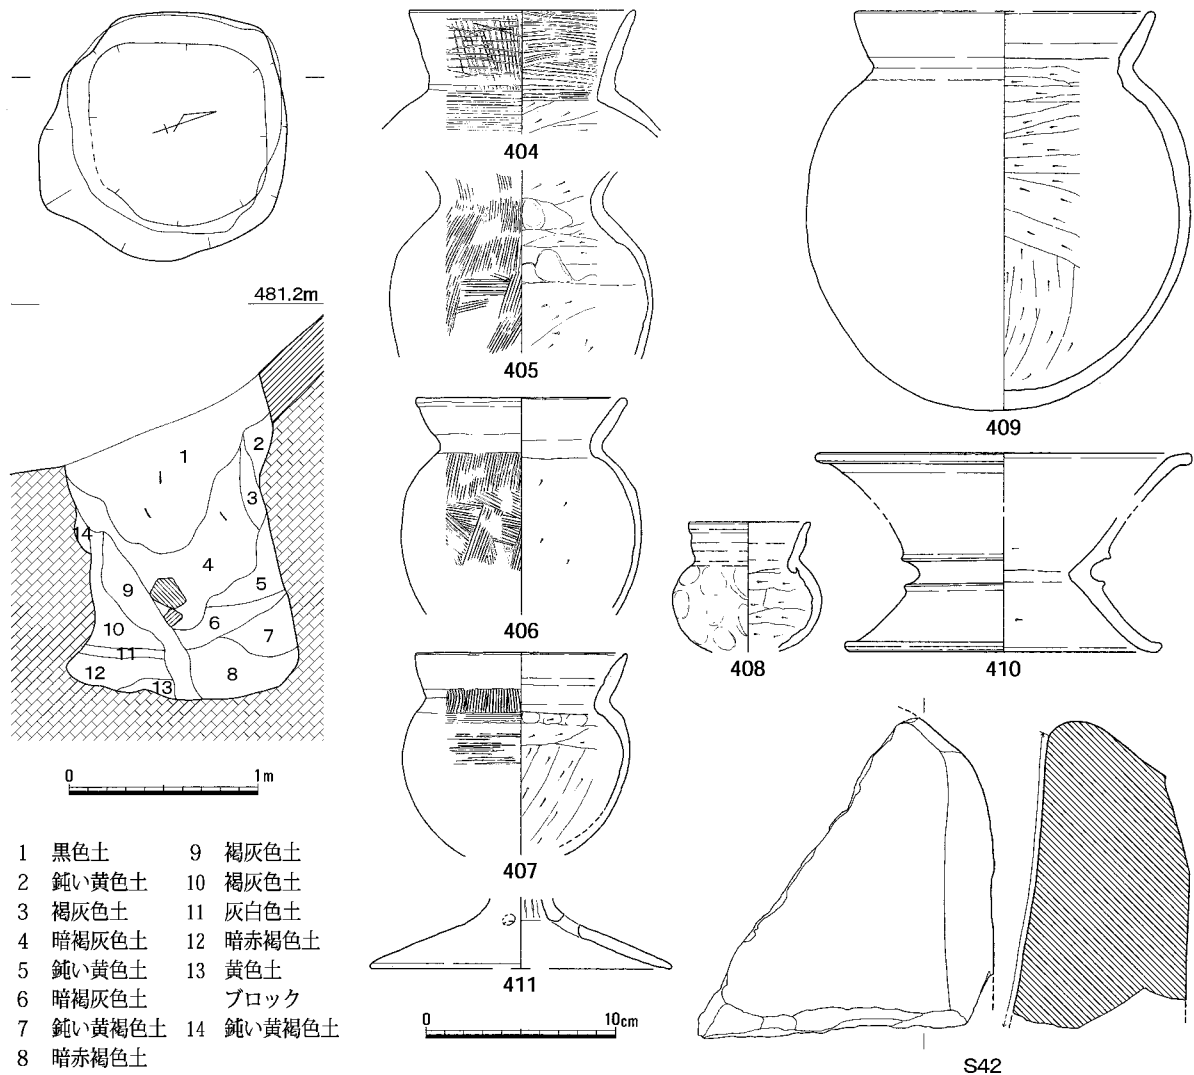 481.2m
1
2
3
14
4
9
5
6
10
7
11
12
8
13
0 1m
1 黒色土
2 鈍い黄色土
3 褐灰色土
4 暗褐灰色土
5 鈍い黄色土
6 暗褐灰色土
7 鈍い黄褐色土
8 暗赤褐色土
9 褐灰色土
10 褐灰色土
11 灰白色土
12 暗赤褐色土
13 黄色土
ブロック
14 鈍い黄褐色土
404
405
406
407
411
0 10cm
409
408
410
S42